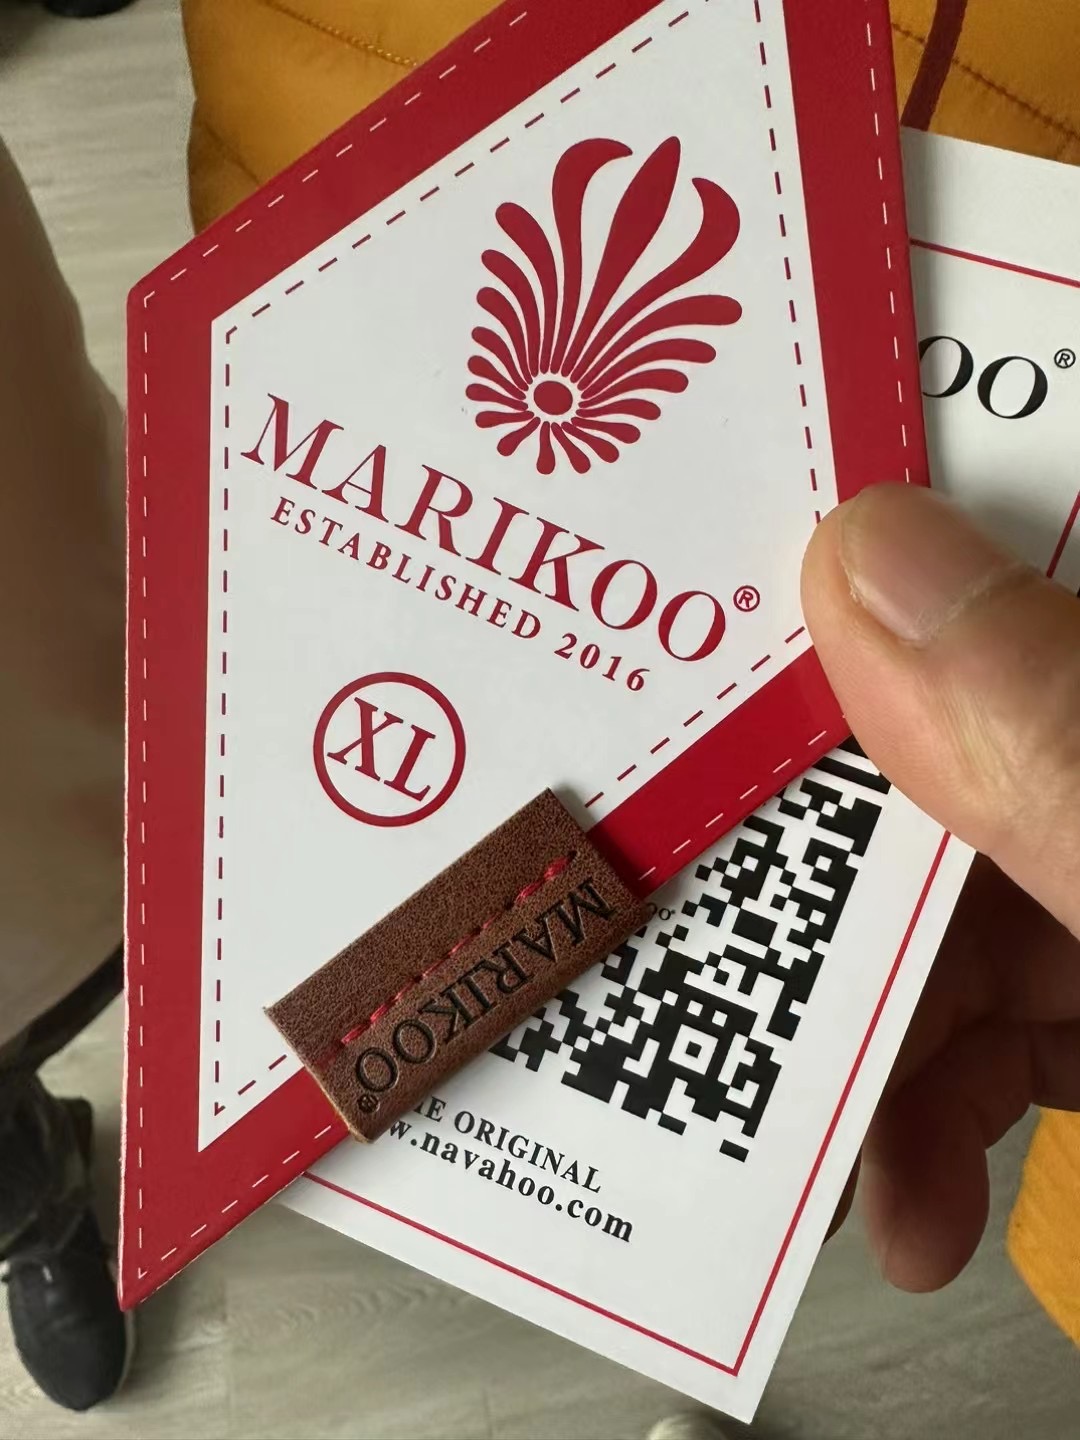 MARIKOO®
ESTABLISHED 2016
XL
MARIKOO®
OO®
ORIGINAL
.navahoo.com